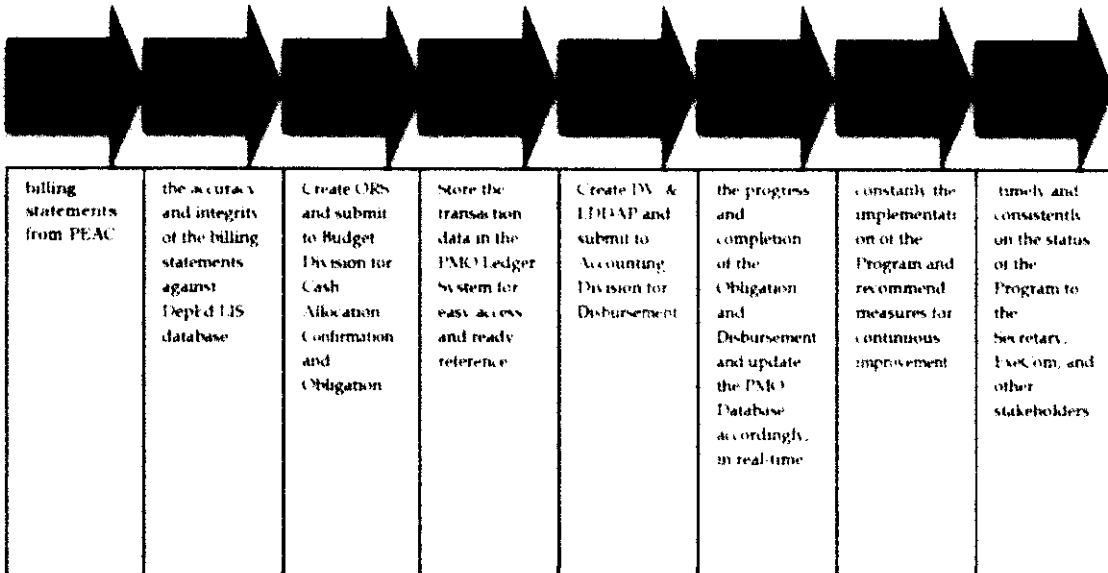 billing
statements
from PEAC
the accuracy
and integrity
of the billing
statements
against
DepEd LIS
database
Create ORS
and submit
to Budget
Division for
Cash
Allocation
Confirmation
and
Obligation
Store the
transaction
data in the
PMO Ledger
System for
easy access
and ready
reference
Create DV &
LDDAP and
submit to
Accounting
Division for
Disbursement
the progress
and
completion
of the
Obligation
and
Disbursement
and update
the PMO
Database
accordingly,
in real-time
constantly the
implementati
on of the
Program and
recommend
measures for
continuous
improvement
timely and
consistently
on the status
of the
Program to
the
Secretary,
ExeCom, and
other
stakeholders